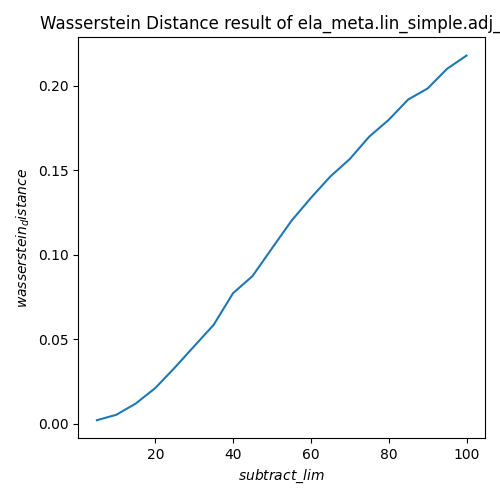 Wasserstein Distance result of ela_meta.lin_simple.adj_
0.20
0.15
0.10
0.05
0.00
wasserstein_distance
20 40 60 80 100
subtract_lim